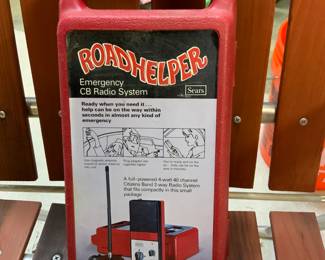 ROADHELPER
Emergency
CB Radio System
Sears
Ready when you need it...
help can be on the way within
seconds in almost any kind of
emergency
A full-powered 4-watt 40 channel
Citizens Band 2-way Radio System
that fits compactly in this small
package